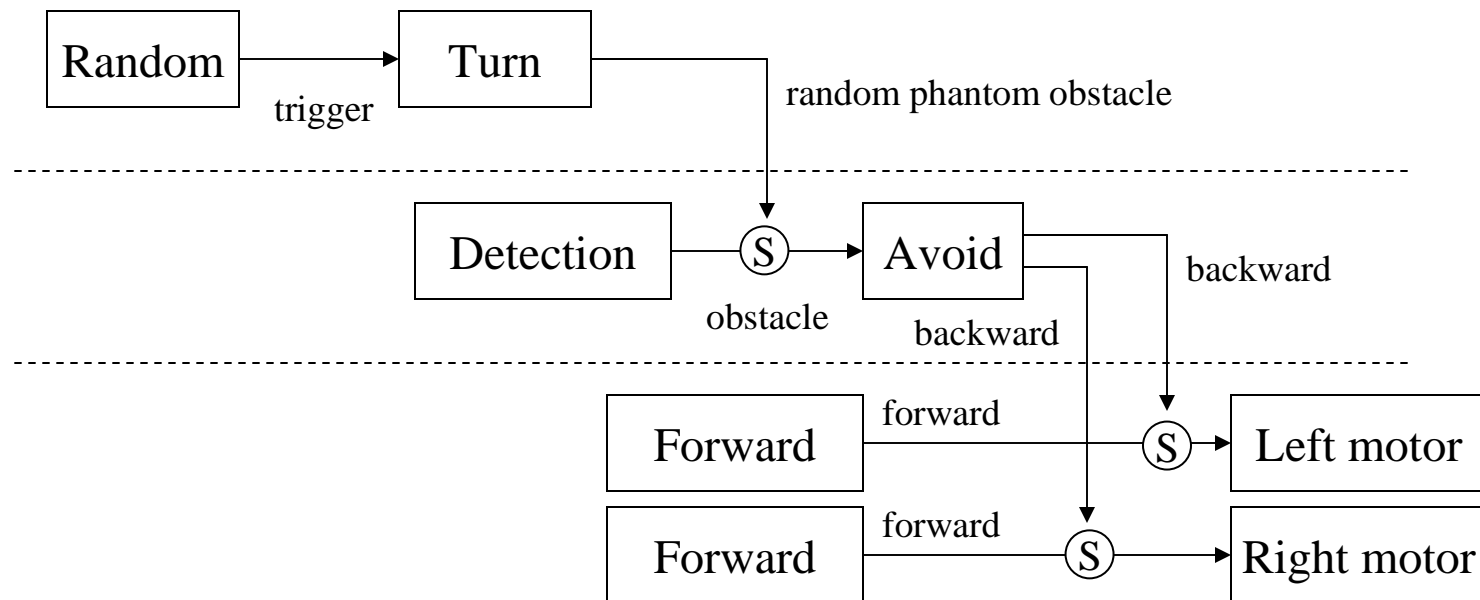 Random
Turn
trigger
random phantom obstacle
Detection
S
Avoid
backward
obstacle
backward
Forward
forward
S
Left motor
Forward
forward
S
Right motor